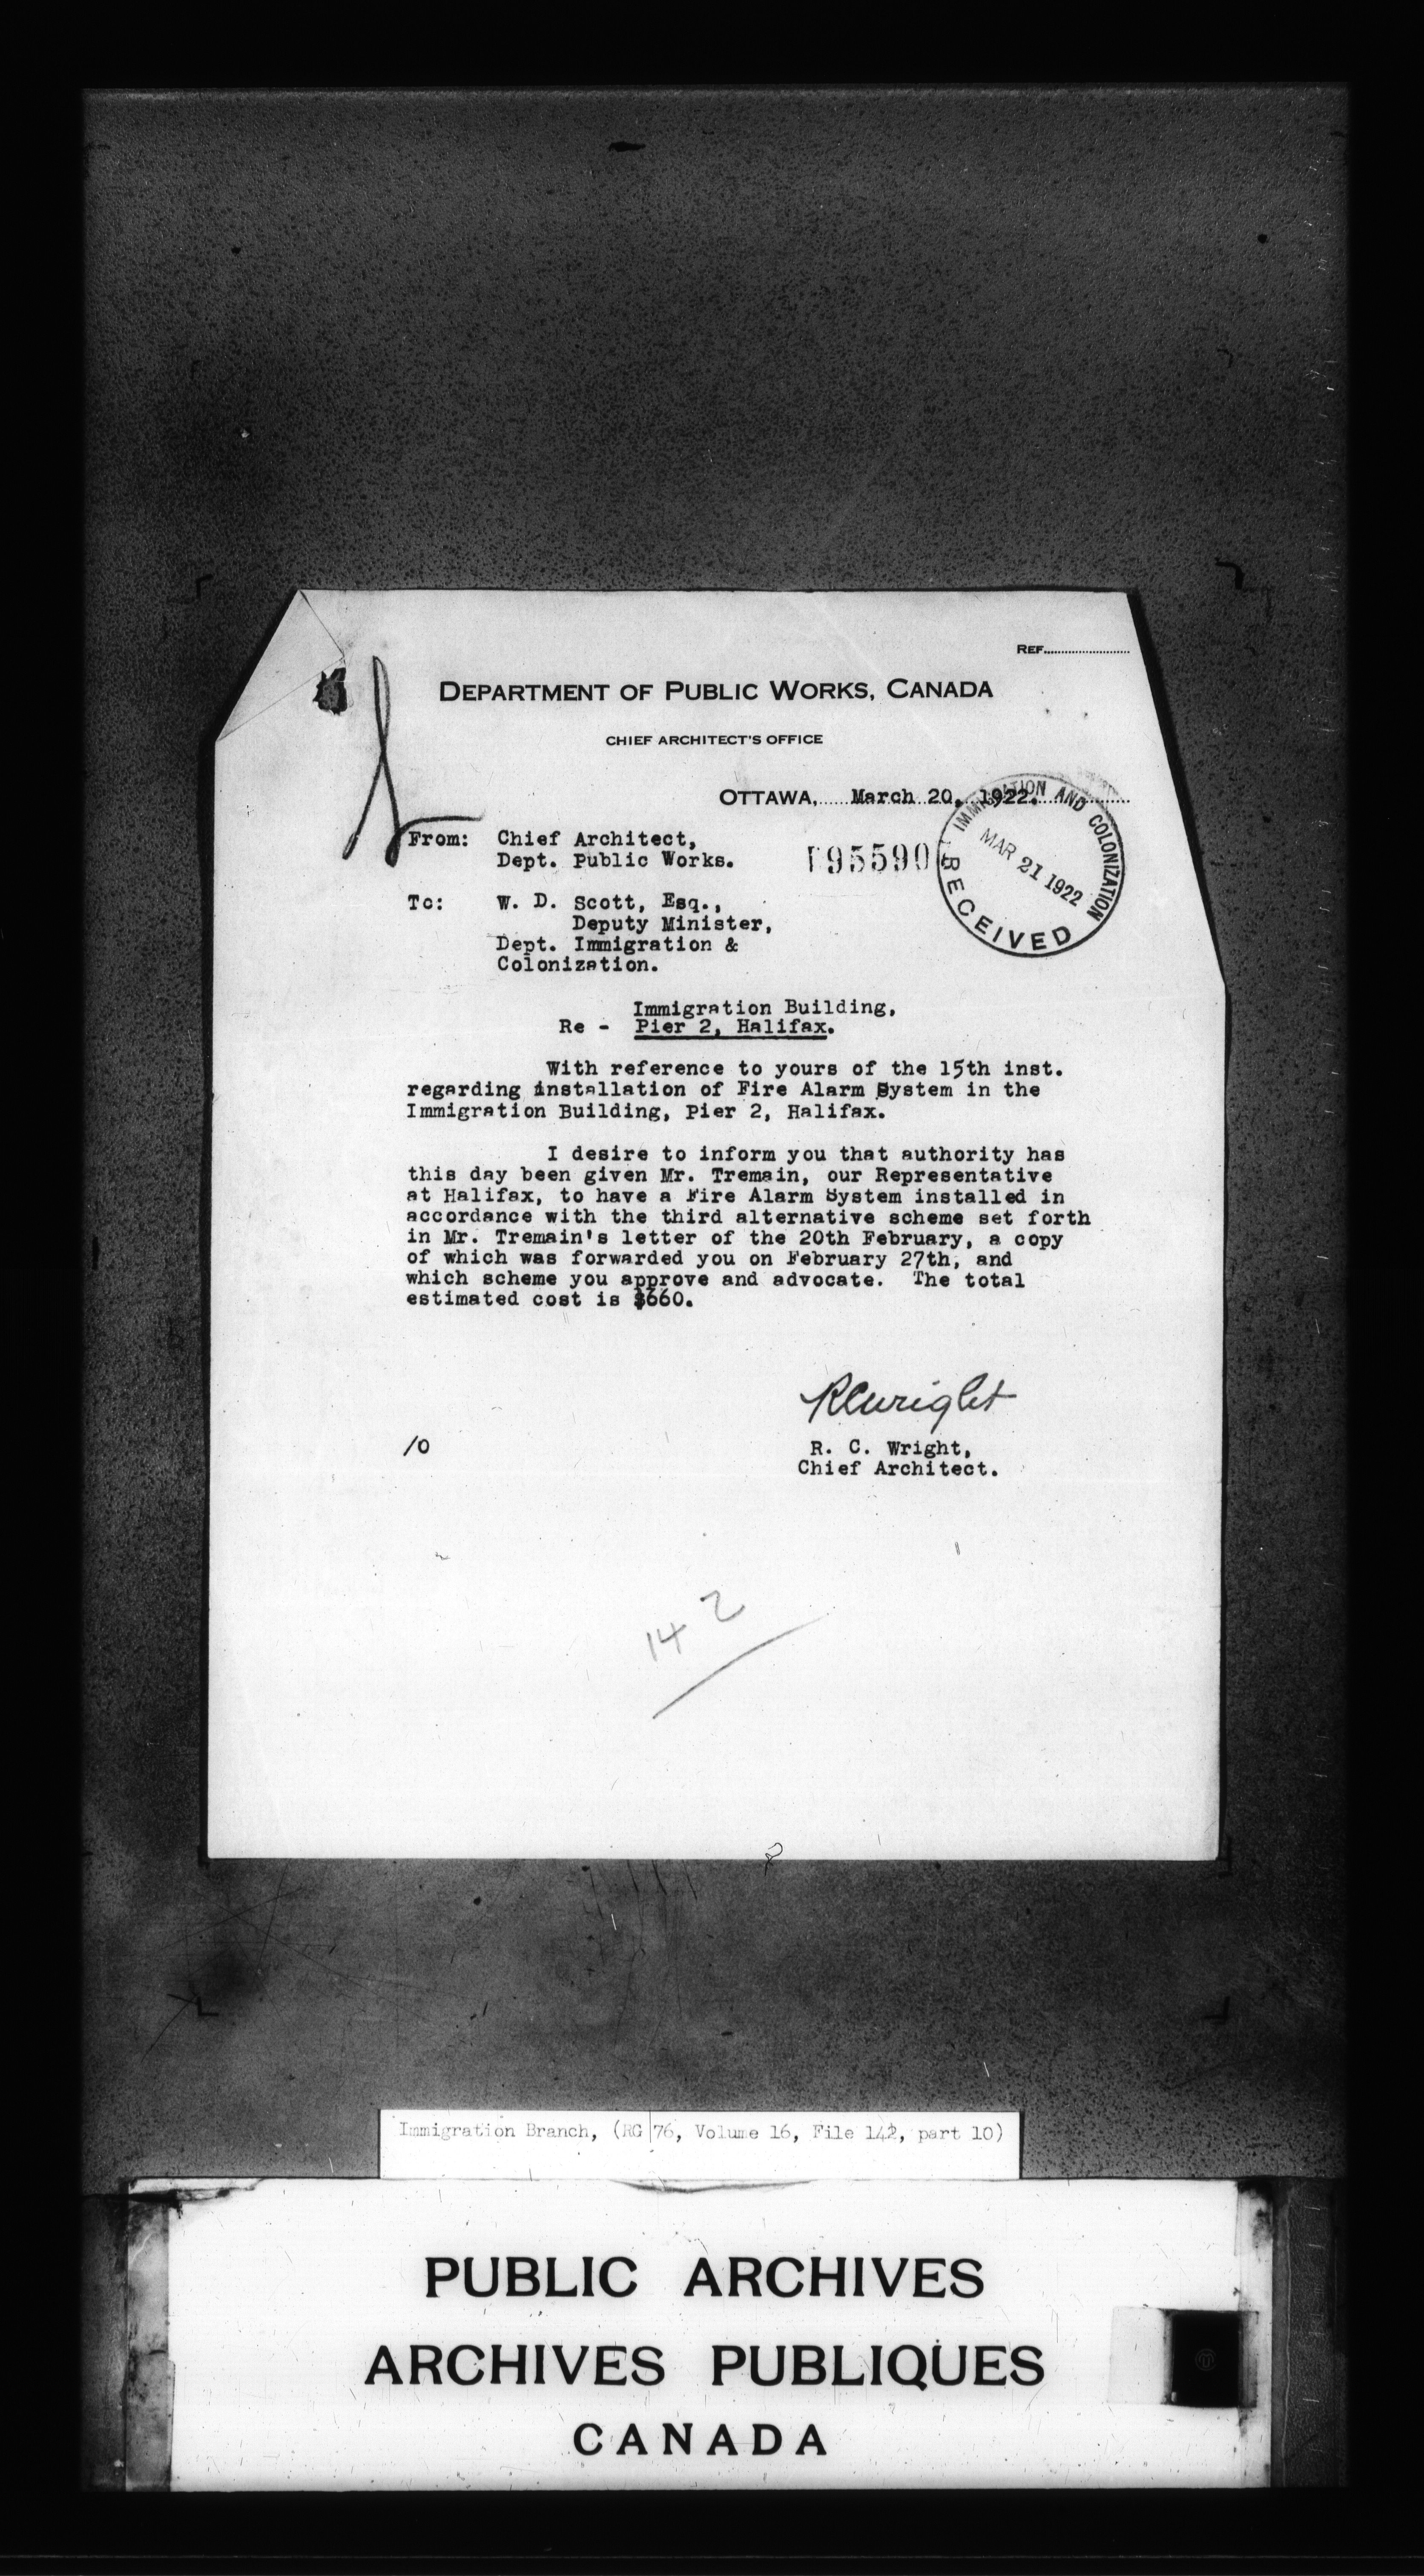 REF........................
DEPARTMENT OF PUBLIC WORKS, CANADA
CHIEF ARCHITECT'S OFFICE
OTTAWA,......March 20, 1922.
From: Chief Architect,
Dept. Public Works.
195590
IMMIGRATION AND COLONIZATION
MAR 21 1922
RECEIVED
To: W. D. Scott, Esq.,
Deputy Minister,
Dept. Immigration &
Colonization.
Immigration Building,
Re - Pier 2, Halifax.
With reference to yours of the 15th inst.
regarding installation of Fire Alarm System in the
Immigration Building, Pier 2, Halifax.
I desire to inform you that authority has
this day been given Mr. Tremain, our Representative
at Halifax, to have a Fire Alarm System installed in
accordance with the third alternative scheme set forth
in Mr. Tremain's letter of the 20th February, a copy
of which was forwarded you on February 27th, and
which scheme you approve and advocate. The total
estimated cost is $660.
RCWright
/O
R. C. Wright,
Chief Architect.
142
Immigration Branch, (RG 76, Volume 16, File 142, part 10)
PUBLIC ARCHIVES
ARCHIVES PUBLIQUES
CANADA